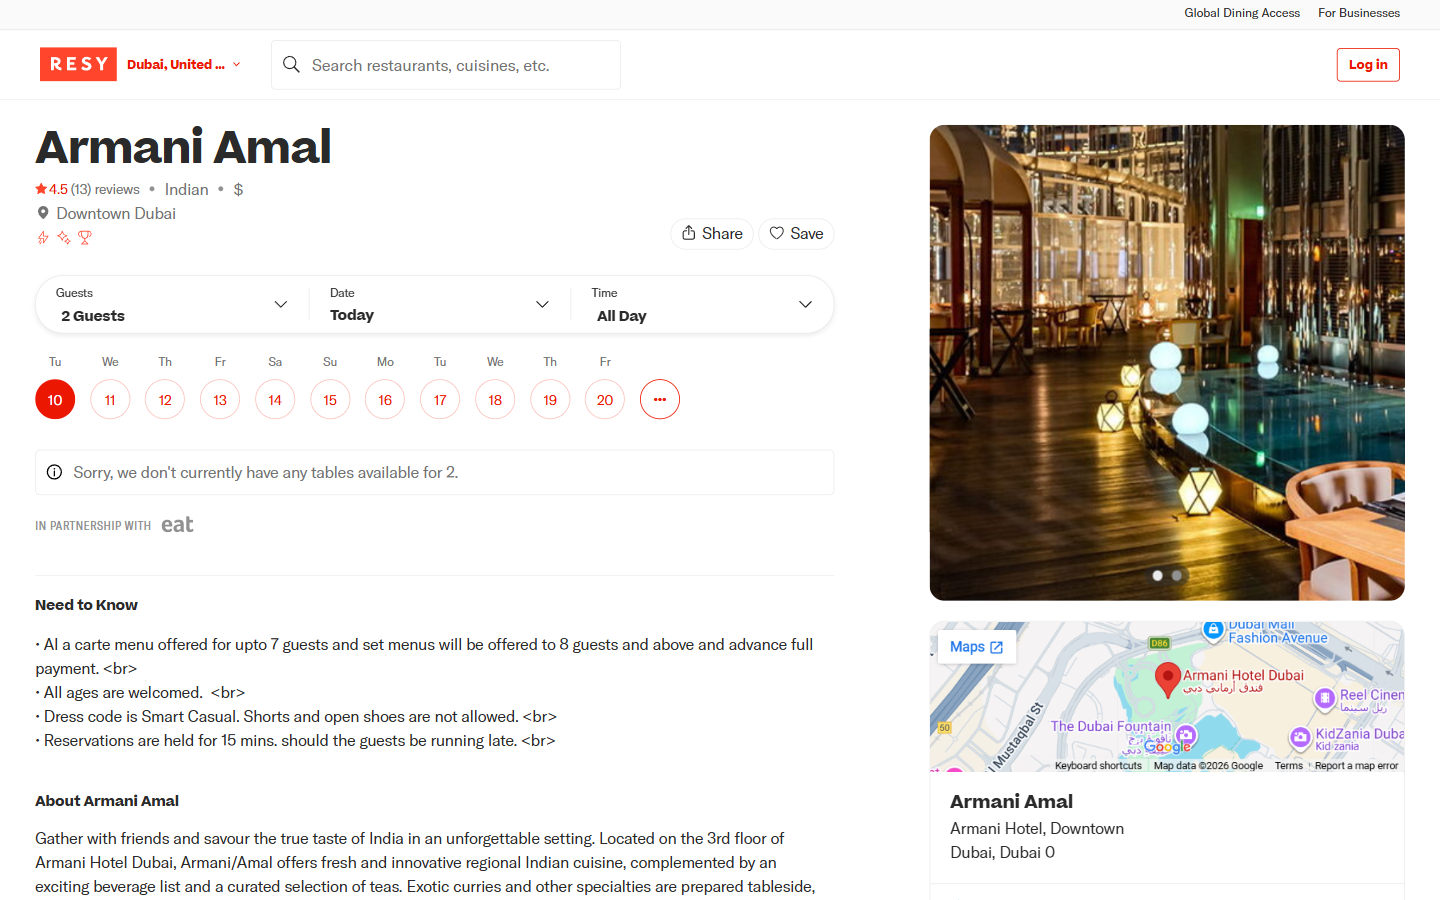 Global Dining Access For Businesses
RESY Dubai, United ... Search restaurants, cuisines, etc. Log in
Armani Amal
4.5 (13) reviews • Indian • $
Downtown Dubai
Share Save
Guests Date Time
2 Guests Today All Day
Tu We Th Fr Sa Su Mo Tu We Th Fr
10 11 12 13 14 15 16 17 18 19 20 •••
Sorry, we don't currently have any tables available for 2.
IN PARTNERSHIP WITH eat
Need to Know
• Al a carte menu offered for upto 7 guests and set menus will be offered to 8 guests and above and advance full
payment. <br>
• All ages are welcomed. <br>
• Dress code is Smart Casual. Shorts and open shoes are not allowed. <br>
• Reservations are held for 15 mins. should the guests be running late. <br>
About Armani Amal
Gather with friends and savour the true taste of India in an unforgettable setting. Located on the 3rd floor of
Armani Hotel Dubai, Armani/Amal offers fresh and innovative regional Indian cuisine, complemented by an
exciting beverage list and a curated selection of teas. Exotic curries and other specialties are prepared tableside,
Maps
D86
Dubai Mall
Fashion Avenue
Armani Hotel Dubai
فندق أرماني دبي
Reel Cinen
ريل سينما
50
l Mustaqbal St
The Dubai Fountain
Google
KidZania Duba
Kidzania
Keyboard shortcuts Map data ©2026 Google Terms Report a map error
Armani Amal
Armani Hotel, Downtown
Dubai, Dubai 0